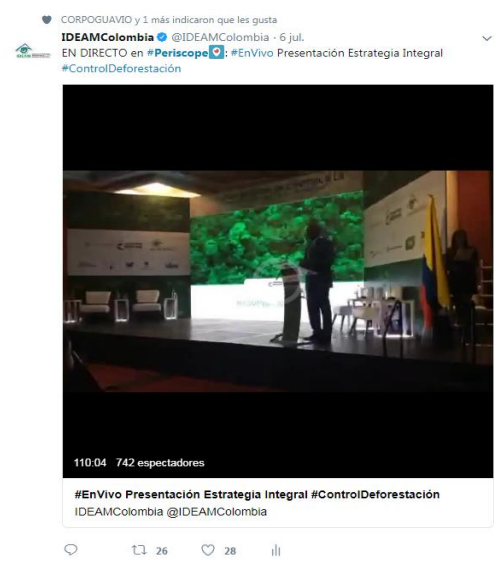 CORPOGUAVIO y 1 más indicaron que les gusta
IDEAMColombia @IDEAMColombia · 6 jul.
EN DIRECTO en #Periscope: #EnVivo Presentación Estrategia Integral
#ControlDeforestación
110:04 742 espectadores
#EnVivo Presentación Estrategia Integral #ControlDeforestación
IDEAMColombia @IDEAMColombia
26 28